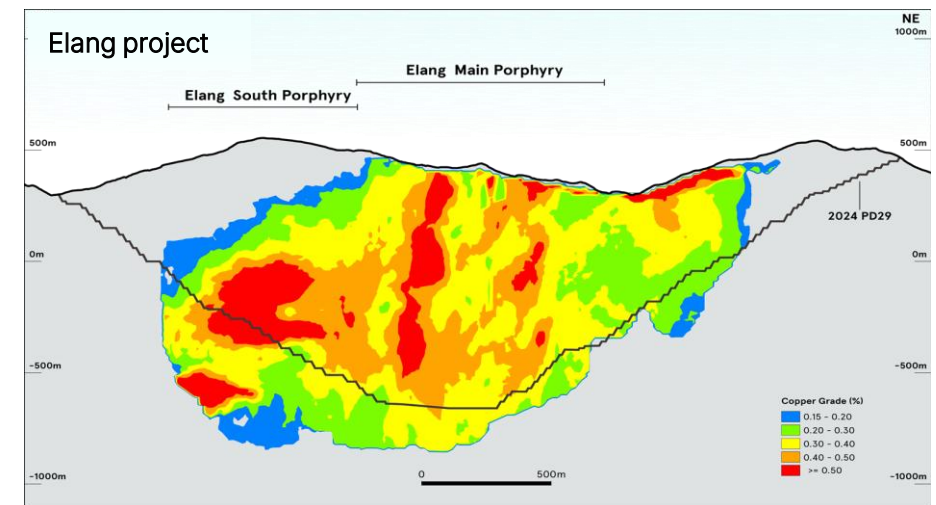 Elang project
NE
1000m
Elang Main Porphyry
Elang South Porphyry
500m
500m
2024 PD29
0m
0m
-500m
-500m
Copper Grade (%)
0.15 - 0.20
0.20 - 0.30
0.30 - 0.40
0.40 - 0.50
>= 0.50
0
500m
-1000m
-1000m